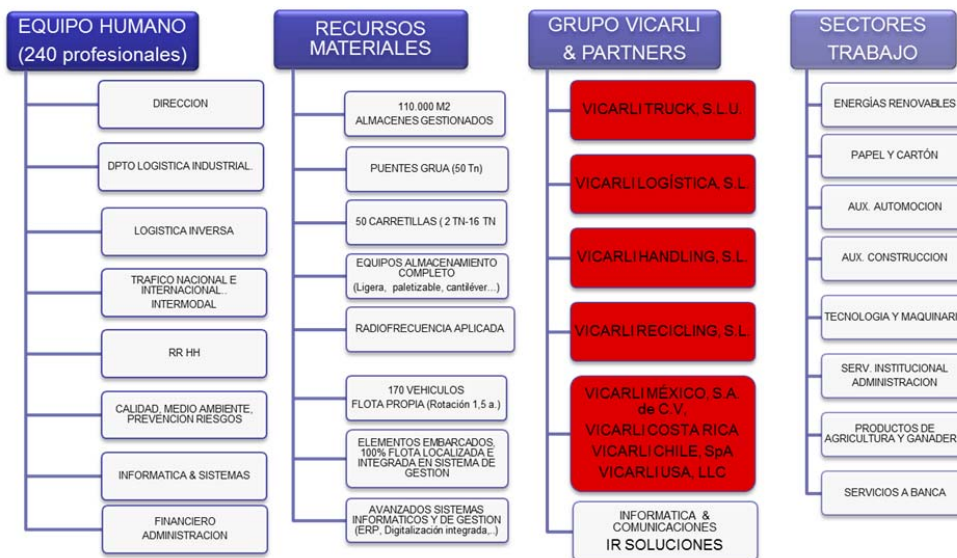 EQUIPO HUMANO
(240 profesionales)
DIRECCION
DPTO LOGISTICA INDUSTRIAL.
LOGISTICA INVERSA
TRAFICO NACIONAL E
INTERNACIONAL..
INTERMODAL
RR HH
CALIDAD, MEDIO AMBIENTE,
PREVENCION RIESGOS
INFORMATICA & SISTEMAS
FINANCIERO
ADMINISTRACION
RECURSOS
MATERIALES
110.000 M2
ALMACENES GESTIONADOS
PUENTES GRUA (50 Tn)
50 CARRETILLAS ( 2 TN-16 TN
EQUIPOS ALMACENAMIENTO
COMPLETO
(Ligera, paletizable, cantiléver...)
RADIOFRECUENCIA APLICADA
170 VEHICULOS
FLOTA PROPIA (Rotación 1,5 a.)
ELEMENTOS EMBARCADOS,
100% FLOTA LOCALIZADA E
INTEGRADA EN SISTEMA DE
GESTION
AVANZADOS SISTEMAS
INFORMATICOS Y DE GESTION
(ERP, Digitalización integrada,..)
GRUPO VICARLI
& PARTNERS
VICARLI TRUCK, S.L.U.
VICARLI LOGÍSTICA, S.L.
VICARLI HANDLING, S.L.
VICARLI RECICLING, S.L.
VICARLI MÉXICO, S.A.
de C.V,
VICARLI COSTA RICA
VICARLI CHILE, SpA
VICARLI USA, LLC
INFORMATICA &
COMUNICACIONES
IR SOLUCIONES
SECTORES
TRABAJO
ENERGÍAS RENOVABLES
PAPEL Y CARTÓN
AUX. AUTOMOCION
AUX. CONSTRUCCION
TECNOLOGIA Y MAQUINARI
SERV. INSTITUCIONAL
ADMINISTRACION
PRODUCTOS DE
AGRICULTURA Y GANADER
SERVICIOS A BANCA